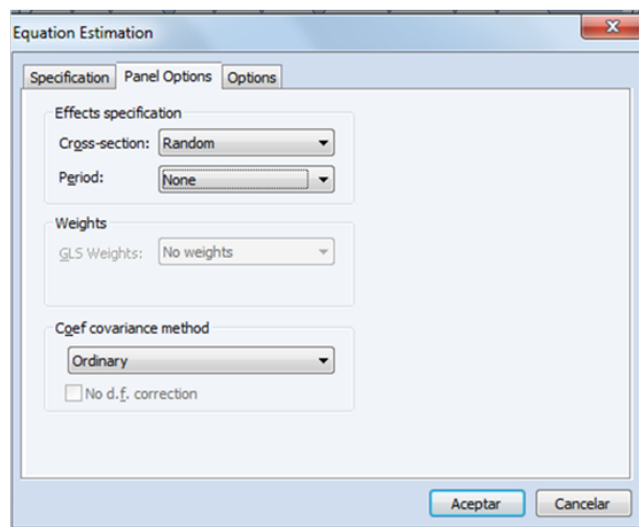 Equation Estimation
Specification Panel Options Options
Effects specification
Cross-section: Random
Period: None
Weights
GLS Weights: No weights
Coef covariance method
Ordinary
No d.f. correction
Aceptar Cancelar